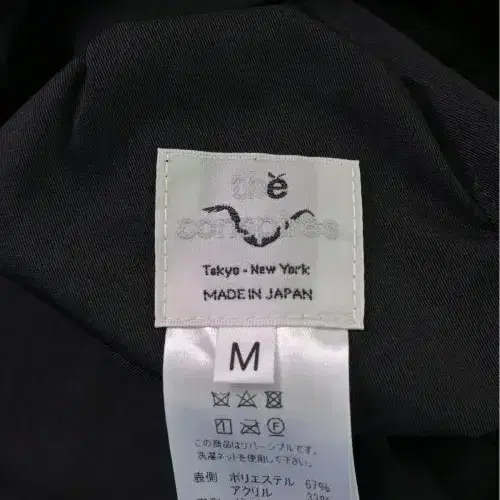 the
conspires
Tokyo - New York
MADE IN JAPAN
M
この商品はリバーシブルです。
洗濯ネットを使用して下さい。
表側 ポリエステル 67%
アクリル 33%